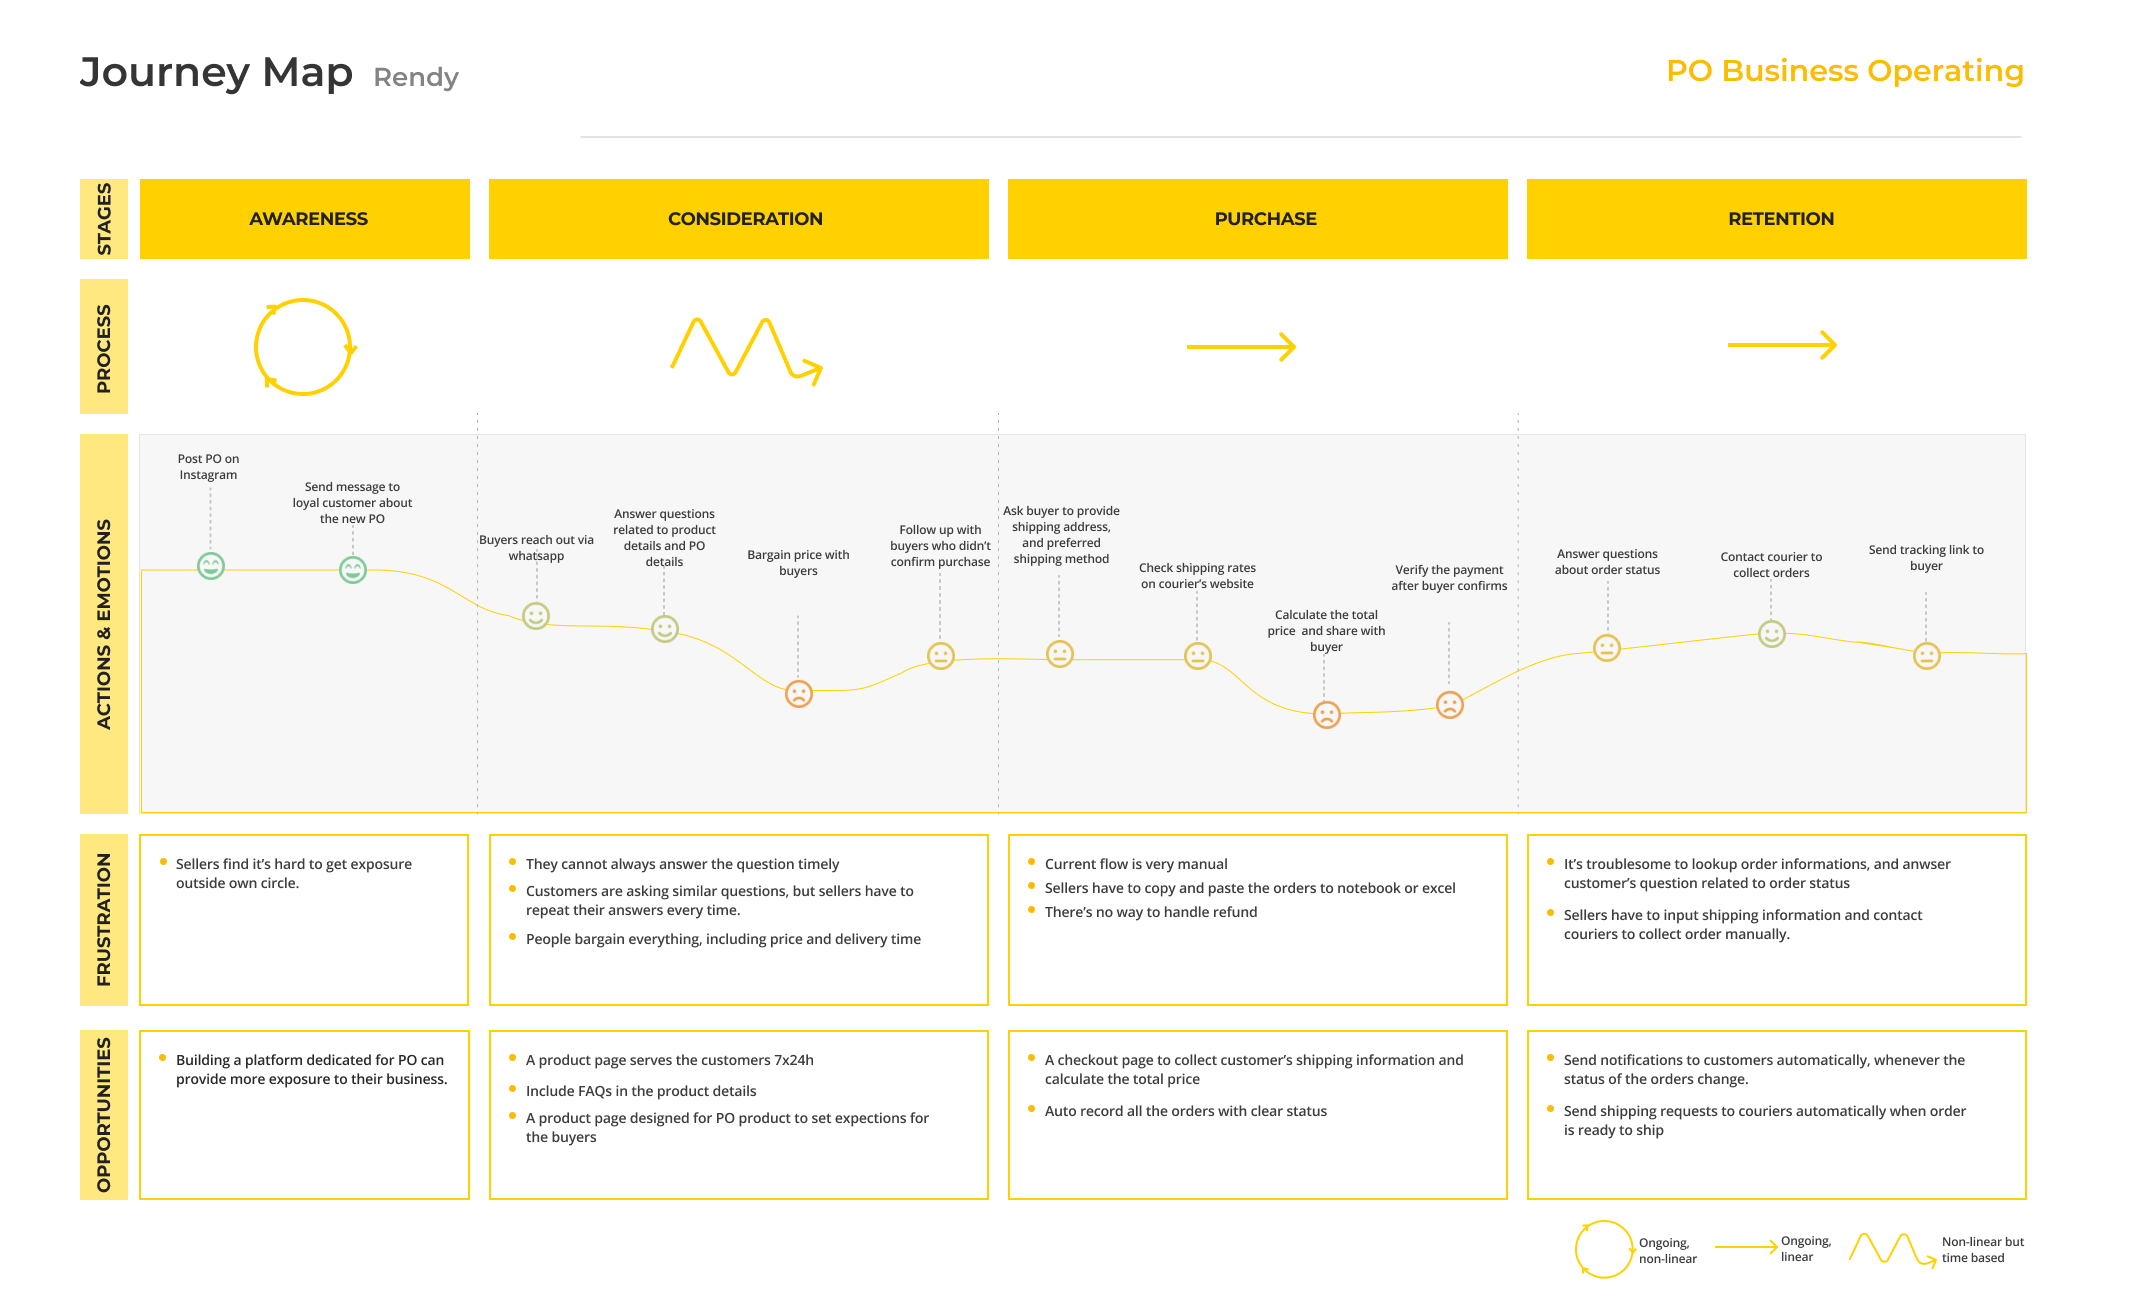 Journey Map Rendy
PO Business Operating
STAGES
AWARENESS
CONSIDERATION
PURCHASE
RETENTION
PROCESS
ACTIONS & EMOTIONS
Post PO on
Instagram
Send message to
loyal customer about
the new PO
Buyers reach out via
whatsapp
Answer questions
related to product
details and PO
details
Bargain price with
buyers
Follow up with
buyers who didn't
confirm purchase
Ask buyer to provide
shipping address,
and preferred
shipping method
Check shipping rates
on courier's website
Calculate the total
price and share with
buyer
Verify the payment
after buyer confirms
Answer questions
about order status
Contact courier to
collect orders
Send tracking link to
buyer
FRUSTRATION
Sellers find it's hard to get exposure
outside own circle.
They cannot always answer the question timely
Customers are asking similar questions, but sellers have to
repeat their answers every time.
People bargain everything, including price and delivery time
Current flow is very manual
Sellers have to copy and paste the orders to notebook or excel
There's no way to handle refund
It's troublesome to lookup order informations, and anwser
customer's question related to order status
Sellers have to input shipping information and contact
couriers to collect order manually.
OPPORTUNITIES
Building a platform dedicated for PO can
provide more exposure to their business.
A product page serves the customers 7x24h
Include FAQs in the product details
A product page designed for PO product to set expections for
the buyers
A checkout page to collect customer's shipping information and
calculate the total price
Auto record all the orders with clear status
Send notifications to customers automatically, whenever the
status of the orders change.
Send shipping requests to couriers automatically when order
is ready to ship
Ongoing,
non-linear
Ongoing,
linear
Non-linear but
time based